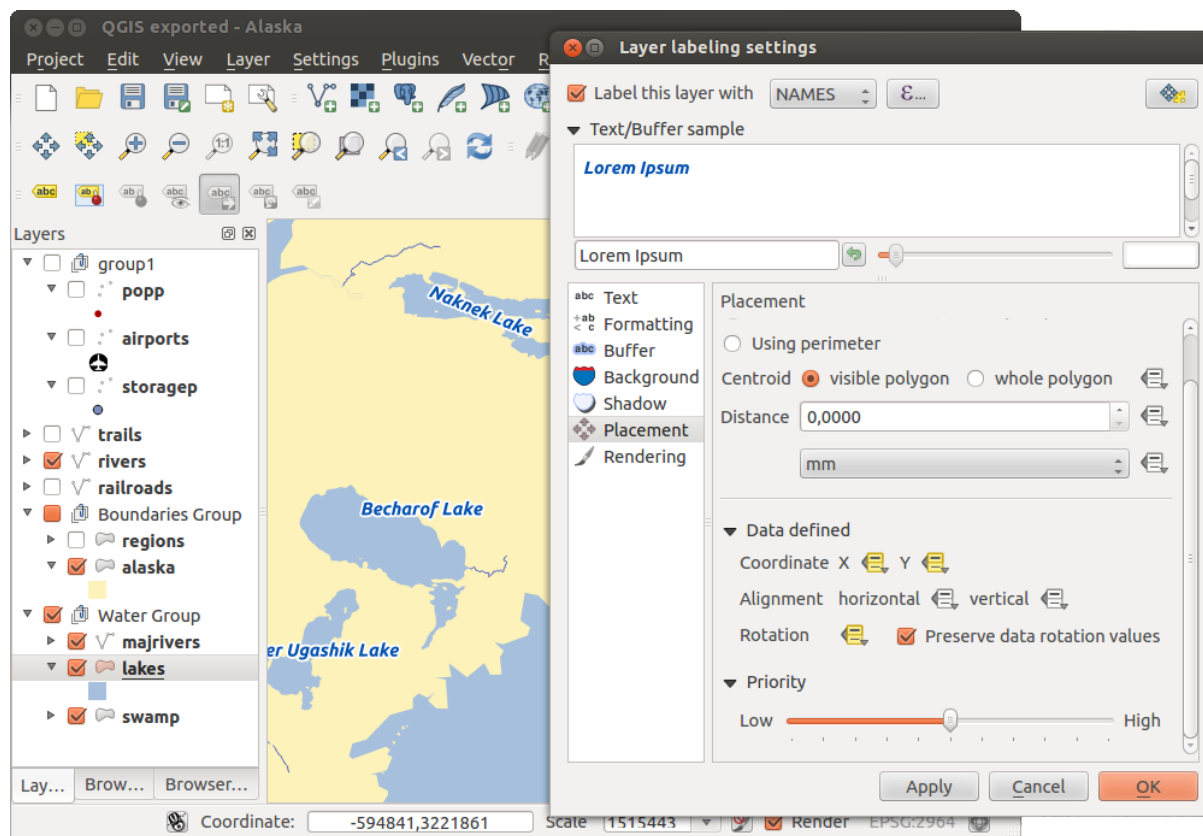 QGIS exported - Alaska
Project Edit View Layer Settings Plugins Vector R
Layers
group1
popp
airports
storagep
trails
rivers
railroads
Boundaries Group
regions
alaska
Water Group
majrivers
lakes
swamp
Lay... Brow... Browser...
Naknek Lake
Becharof Lake
er Ugashik Lake
Coordinate: -594841,3221861 Scale 1515443 Render EPSG:2964
Layer labeling settings
Label this layer with NAMES ε...
Text/Buffer sample
Lorem Ipsum
Lorem Ipsum
Text
Formatting
Buffer
Background
Shadow
Placement
Rendering
Placement
Using perimeter
Centroid visible polygon whole polygon
Distance 0,0000
mm
Data defined
Coordinate X Y
Alignment horizontal vertical
Rotation Preserve data rotation values
Priority
Low High
Apply Cancel OK